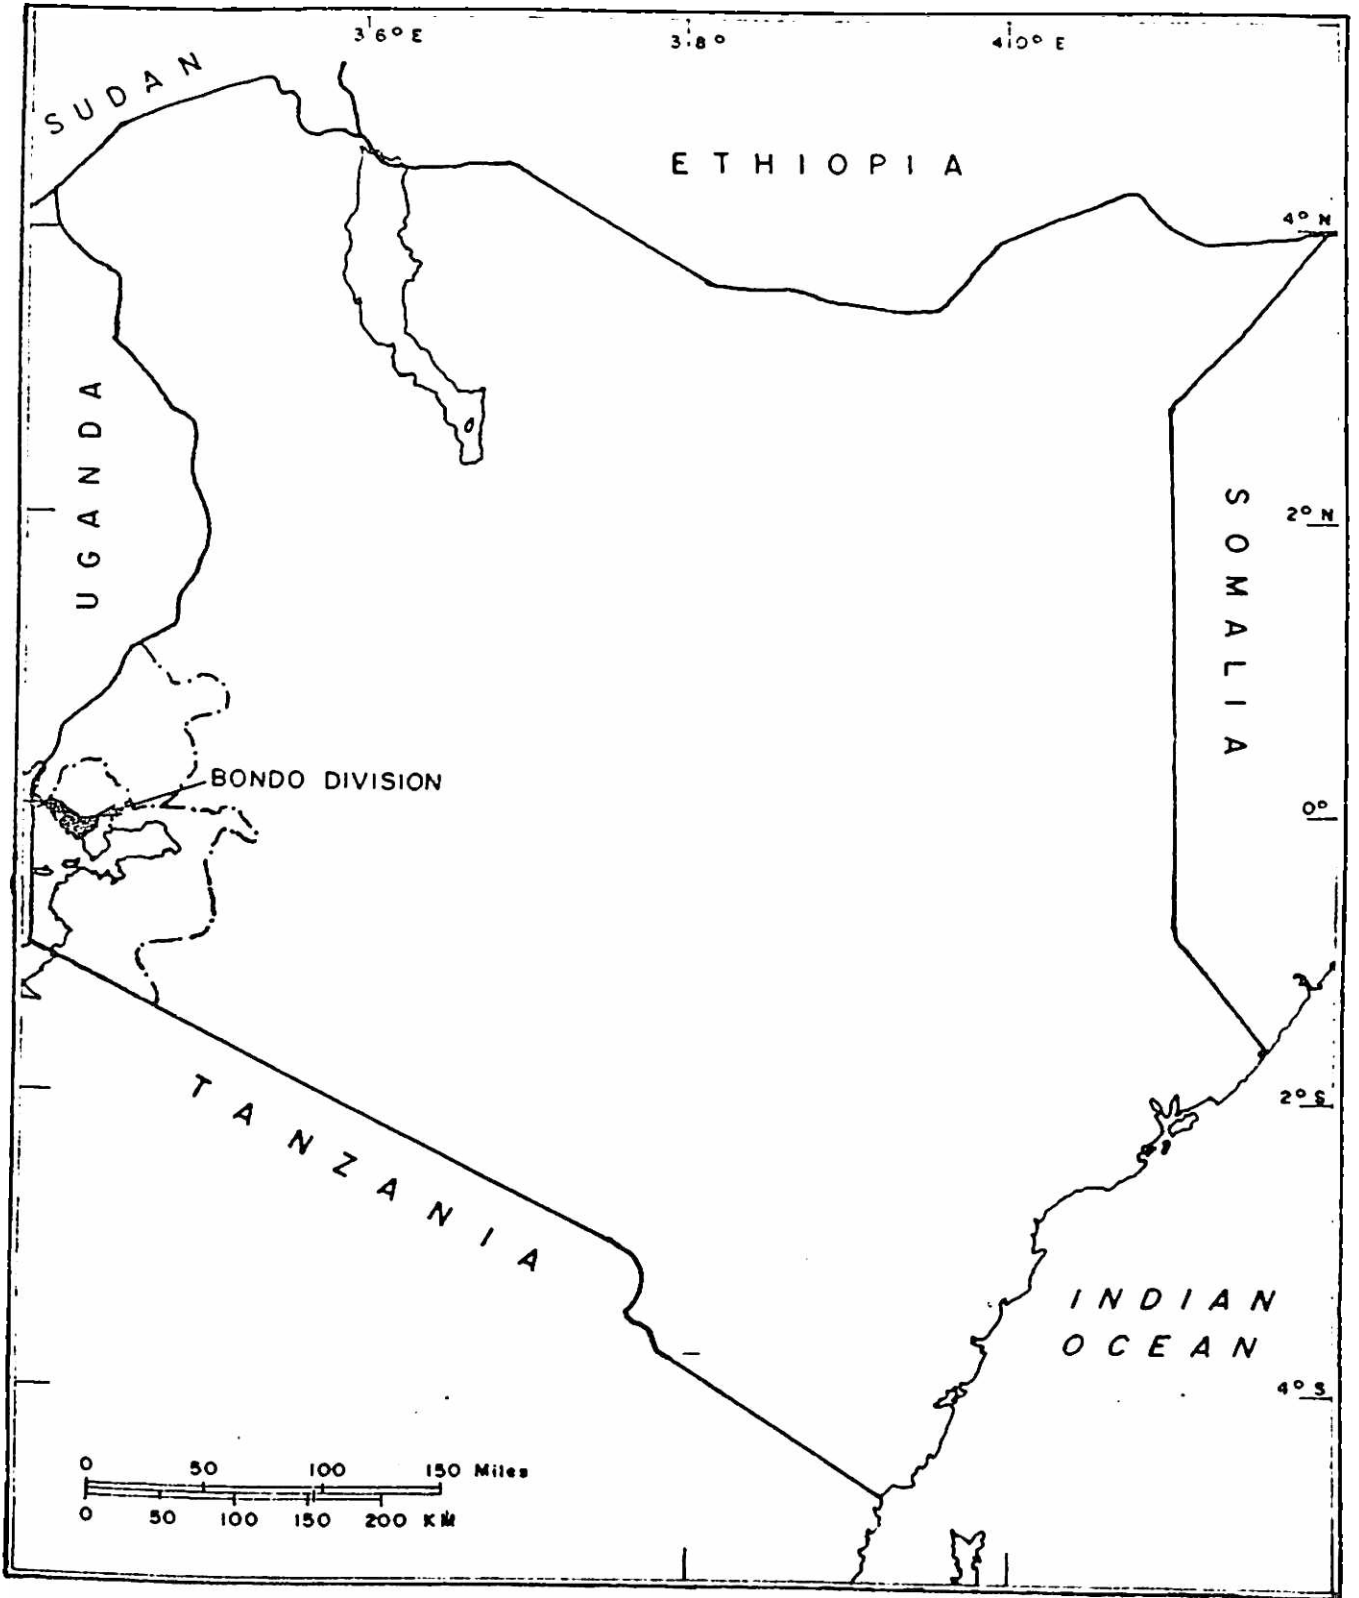 36° E 38° 40° E
SUDAN
ETHIOPIA
4° N
UGANDA
SOMALIA
2° N
BONDO DIVISION
0°
2° S
TANZANIA
INDIAN
OCEAN
4° S
0 50 100 150 Miles
0 50 100 150 200 KM